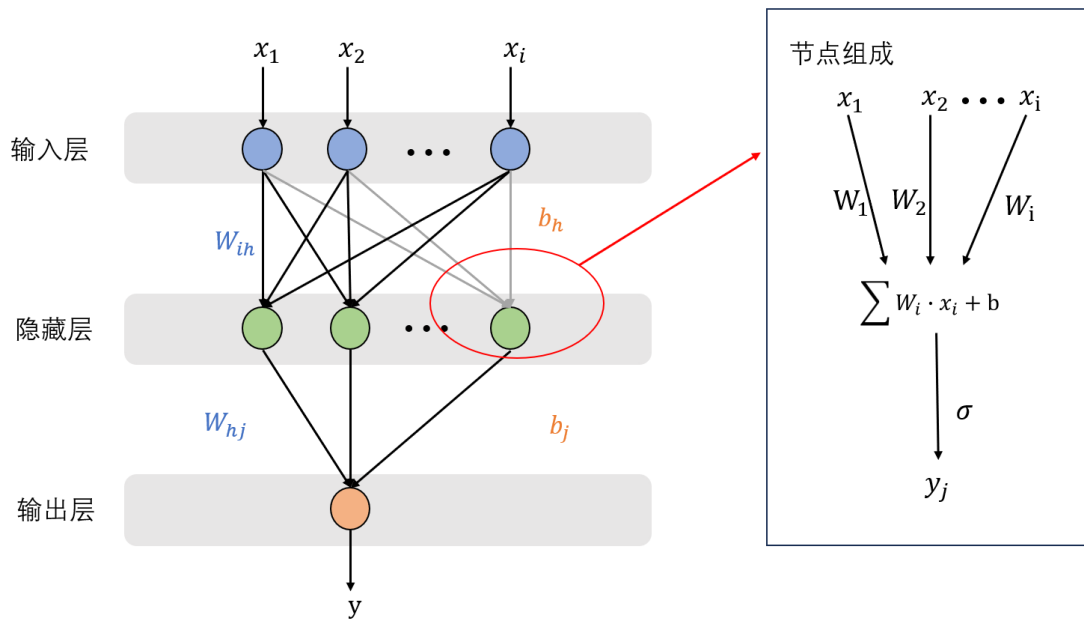 x₁ x₂ xᵢ
输入层
• • •
Wᵢₕ bₕ
隐藏层
• • •
Wₕⱼ bⱼ
输出层
y
节点组成
x₁ x₂ • • • xᵢ
W₁ W₂ Wᵢ
∑ Wᵢ · xᵢ + b
σ
yⱼ